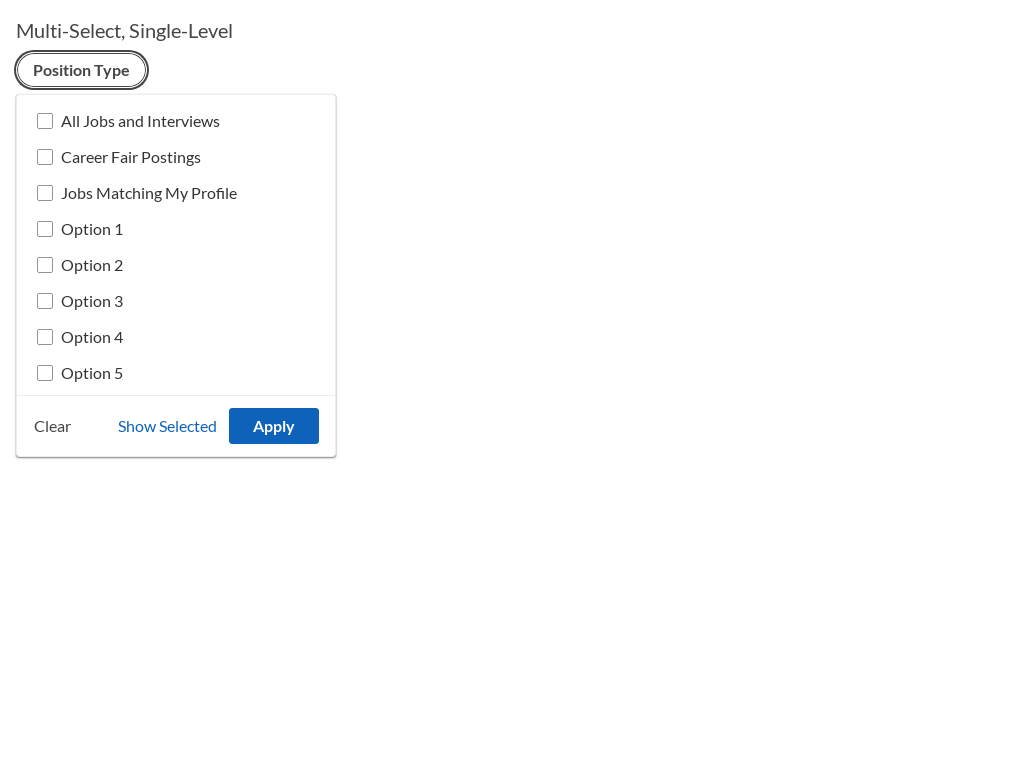 Multi-Select, Single-Level
Position Type
All Jobs and Interviews
Career Fair Postings
Jobs Matching My Profile
Option 1
Option 2
Option 3
Option 4
Option 5
Clear Show Selected Apply